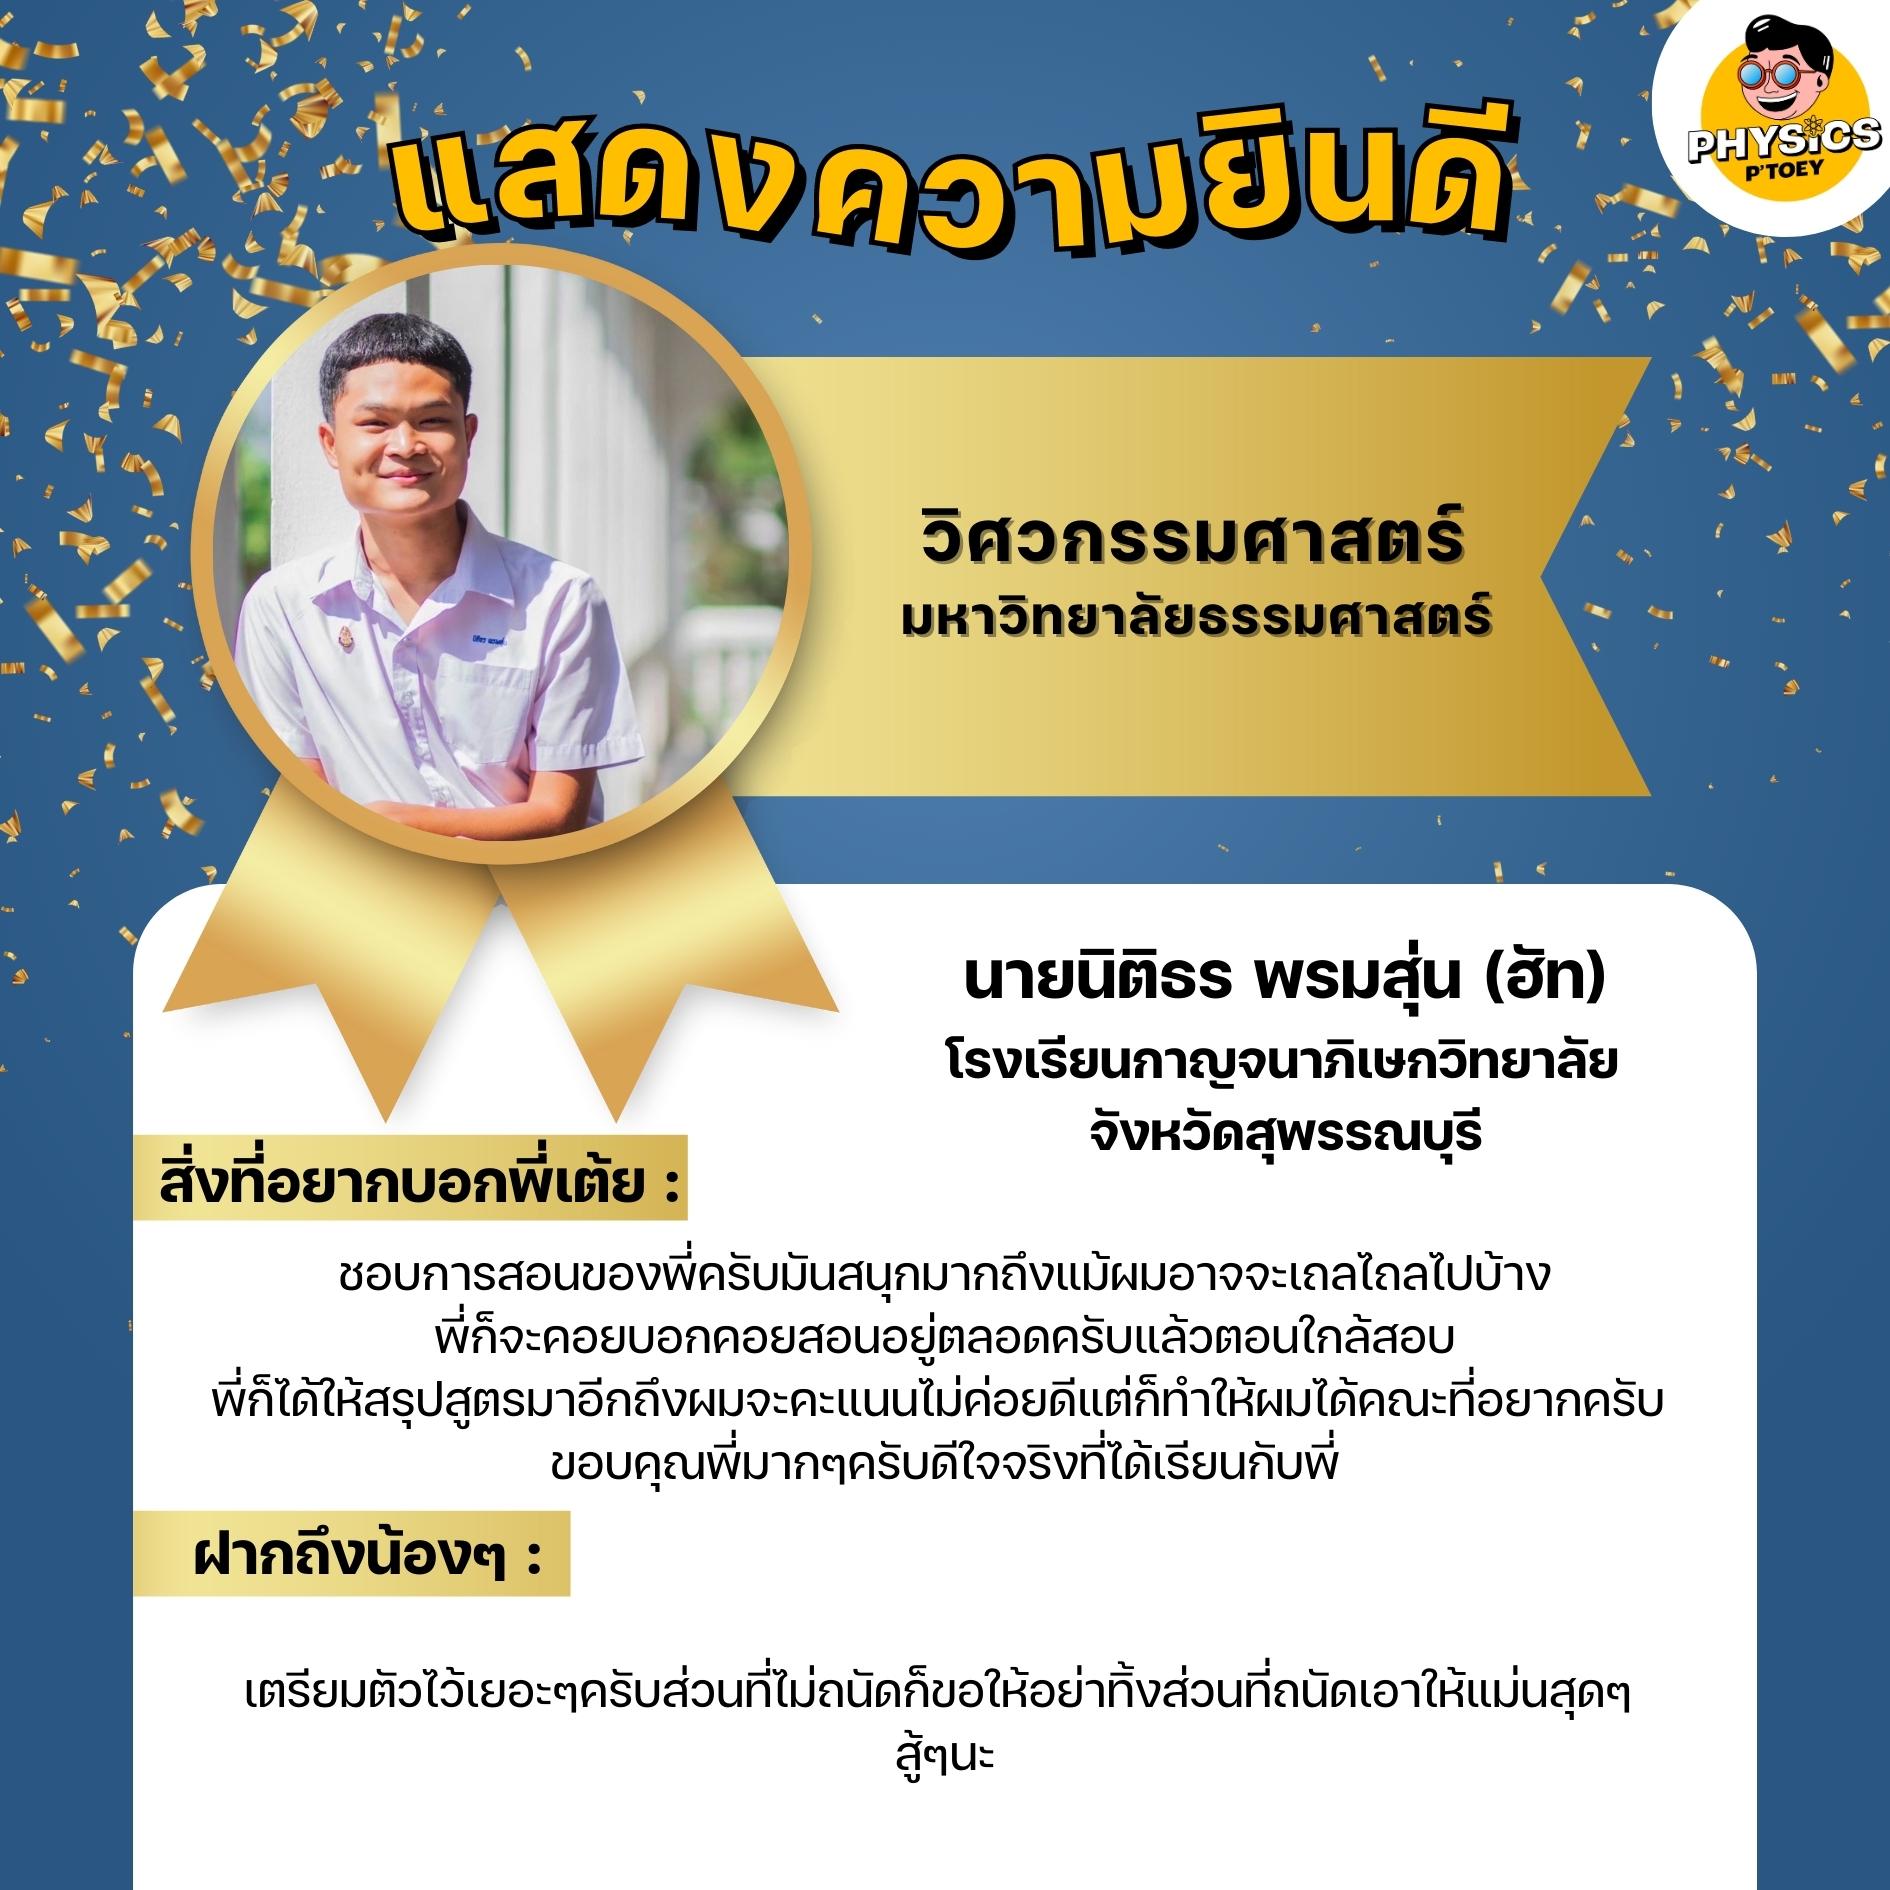 แสดงความยินดี
PHYSICS
P'TOEY
วิศวกรรมศาสตร์
มหาวิทยาลัยธรรมศาสตร์
นายนิติธร พรมสุ่น (ฮัท)
โรงเรียนกาญจนาภิเษกวิทยาลัย
จังหวัดสุพรรณบุรี
สิ่งที่อยากบอกพี่เต้ย :
ชอบการสอนของพี่ครับมันสนุกมากถึงแม้ผมอาจจะเถลไถลไปบ้าง
พี่ก็จะคอยบอกคอยสอนอยู่ตลอดครับแล้วตอนใกล้สอบ
พี่ก็ได้ให้สรุปสูตรมาอีกถึงผมจะคะแนนไม่ค่อยดีแต่ก็ทำให้ผมได้คณะที่อยากครับ
ขอบคุณพี่มากๆครับดีใจจริงที่ได้เรียนกับพี่
ฝากถึงน้องๆ :
เตรียมตัวไว้เยอะๆครับส่วนที่ไม่ถนัดก็ขอให้อย่าทิ้งส่วนที่ถนัดเอาให้แม่นสุดๆ
สู้ๆนะ